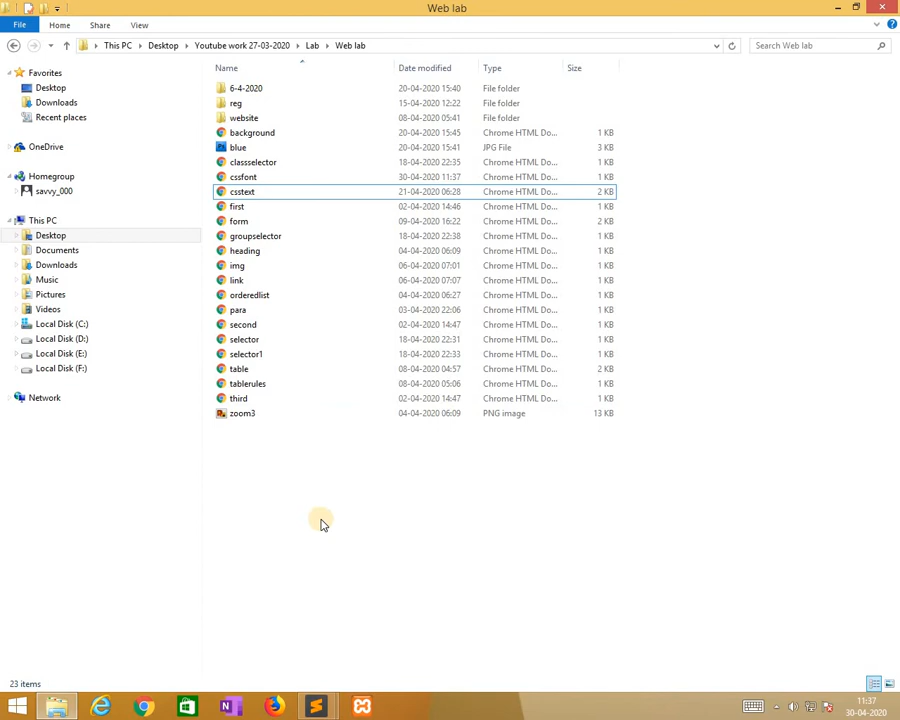 Web lab
File Home Share View
This PC Desktop Youtube work 27-03-2020 Lab Web lab Search Web lab
Name Date modified Type Size
Favorites
Desktop
Downloads
Recent places
OneDrive
Homegroup
savvy_000
This PC
Desktop
Documents
Downloads
Music
Pictures
Videos
Local Disk (C:)
Local Disk (D:)
Local Disk (E:)
Local Disk (F:)
Network
6-4-2020 20-04-2020 15:40 File folder
reg 15-04-2020 12:22 File folder
website 08-04-2020 05:41 File folder
background 20-04-2020 15:45 Chrome HTML Do... 1 KB
blue 20-04-2020 15:41 JPG File 3 KB
classselector 18-04-2020 22:35 Chrome HTML Do... 1 KB
cssfont 30-04-2020 11:37 Chrome HTML Do... 1 KB
csstext 21-04-2020 06:28 Chrome HTML Do... 2 KB
first 02-04-2020 14:46 Chrome HTML Do... 1 KB
form 09-04-2020 16:22 Chrome HTML Do... 2 KB
groupselector 18-04-2020 22:38 Chrome HTML Do... 1 KB
heading 04-04-2020 06:09 Chrome HTML Do... 1 KB
img 06-04-2020 07:01 Chrome HTML Do... 1 KB
link 06-04-2020 07:07 Chrome HTML Do... 1 KB
orderedlist 04-04-2020 06:27 Chrome HTML Do... 1 KB
para 03-04-2020 22:06 Chrome HTML Do... 1 KB
second 02-04-2020 14:47 Chrome HTML Do... 1 KB
selector 18-04-2020 22:31 Chrome HTML Do... 1 KB
selector1 18-04-2020 22:33 Chrome HTML Do... 1 KB
table 08-04-2020 04:57 Chrome HTML Do... 2 KB
tablerules 08-04-2020 05:06 Chrome HTML Do... 1 KB
third 02-04-2020 14:47 Chrome HTML Do... 1 KB
zoom3 04-04-2020 06:09 PNG image 13 KB
23 items
11:37
30-04-2020